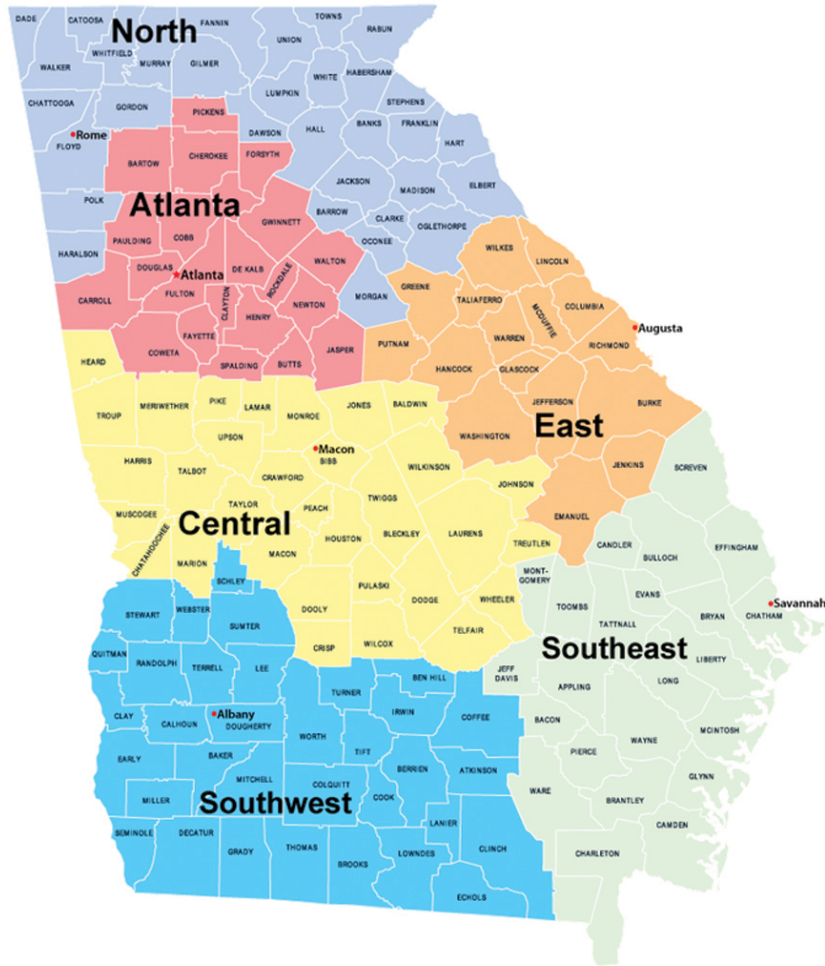 DADE
CATOOSA
North
FANNIN
TOWNS
RABUN
UNION
WHITFIELD
MURRAY
GILMER
WALKER
WHITE
HABERSHAM
LUMPKIN
CHATTOOGA
GORDON
PICKENS
STEPHENS
Rome
FLOYD
DAWSON
HALL
BANKS
FRANKLIN
HART
BARTOW
CHEROKEE
FORSYTH
JACKSON
MADISON
ELBERT
POLK
Atlanta
BARROW
CLARKE
OGLETHORPE
GWINNETT
PAULDING
COBB
OCONEE
HARALSON
DOUGLAS
Atlanta
DE KALB
ROCKDALE
WALTON
WILKES
LINCOLN
CARROLL
FULTON
CLAYTON
NEWTON
MORGAN
GREENE
TALIAFERRO
MCDUFFIE
COLUMBIA
HENRY
FAYETTE
Augusta
RICHMOND
COWETA
SPALDING
BUTTS
JASPER
PUTNAM
WARREN
HEARD
HANCOCK
GLASCOCK
TROUP
MERIWETHER
PIKE
LAMAR
MONROE
JONES
BALDWIN
JEFFERSON
BURKE
UPSON
WASHINGTON
East
HARRIS
TALBOT
Macon
BIBB
CRAWFORD
WILKINSON
JENKINS
SCREVEN
JOHNSON
MUSCOGEE
TAYLOR
PEACH
TWIGGS
EMANUEL
Central
CHATAHOOCHEE
MARION
MACON
HOUSTON
BLECKLEY
LAURENS
TREUTLEN
CANDLER
BULLOCH
EFFINGHAM
SCHLEY
MONT-
GOMERY
STEWART
WEBSTER
SUMTER
DOOLY
PULASKI
DODGE
WHEELER
TOOMBS
EVANS
TATTNALL
BRYAN
Savannah
CHATHAM
TELFAIR
CRISP
WILCOX
Southeast
QUITMAN
RANDOLPH
TERRELL
LEE
JEFF
DAVIS
LIBERTY
LONG
APPLING
BEN HILL
TURNER
IRWIN
CLAY
CALHOUN
Albany
DOUGHERTY
WORTH
COFFEE
BACON
MCINTOSH
WAYNE
PIERCE
EARLY
BAKER
TIFT
MITCHELL
BERRIEN
ATKINSON
GLYNN
COLQUITT
COOK
WARE
BRANTLEY
MILLER
Southwest
SEMINOLE
DECATUR
GRADY
THOMAS
BROOKS
LANIER
LOWNDES
CLINCH
CAMDEN
CHARLETON
ECHOLS